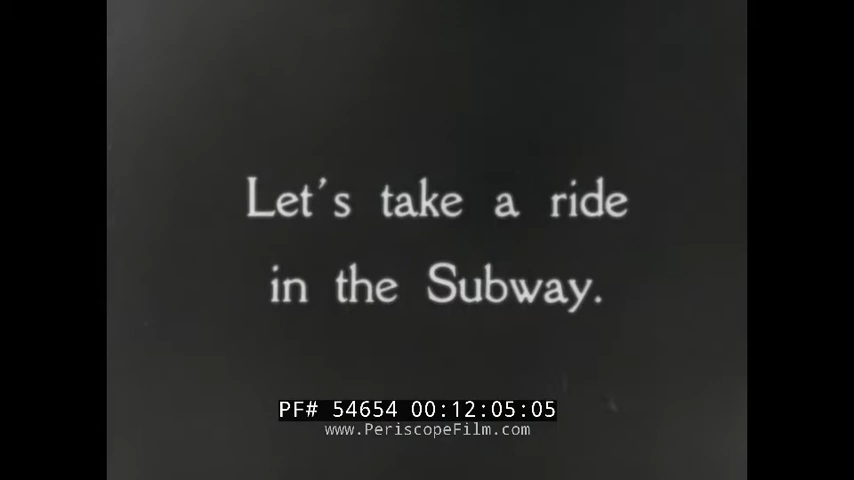 Let's take a ride
in the Subway.
PF# 54654 00:12:05:05
www.PeriscopeFilm.com